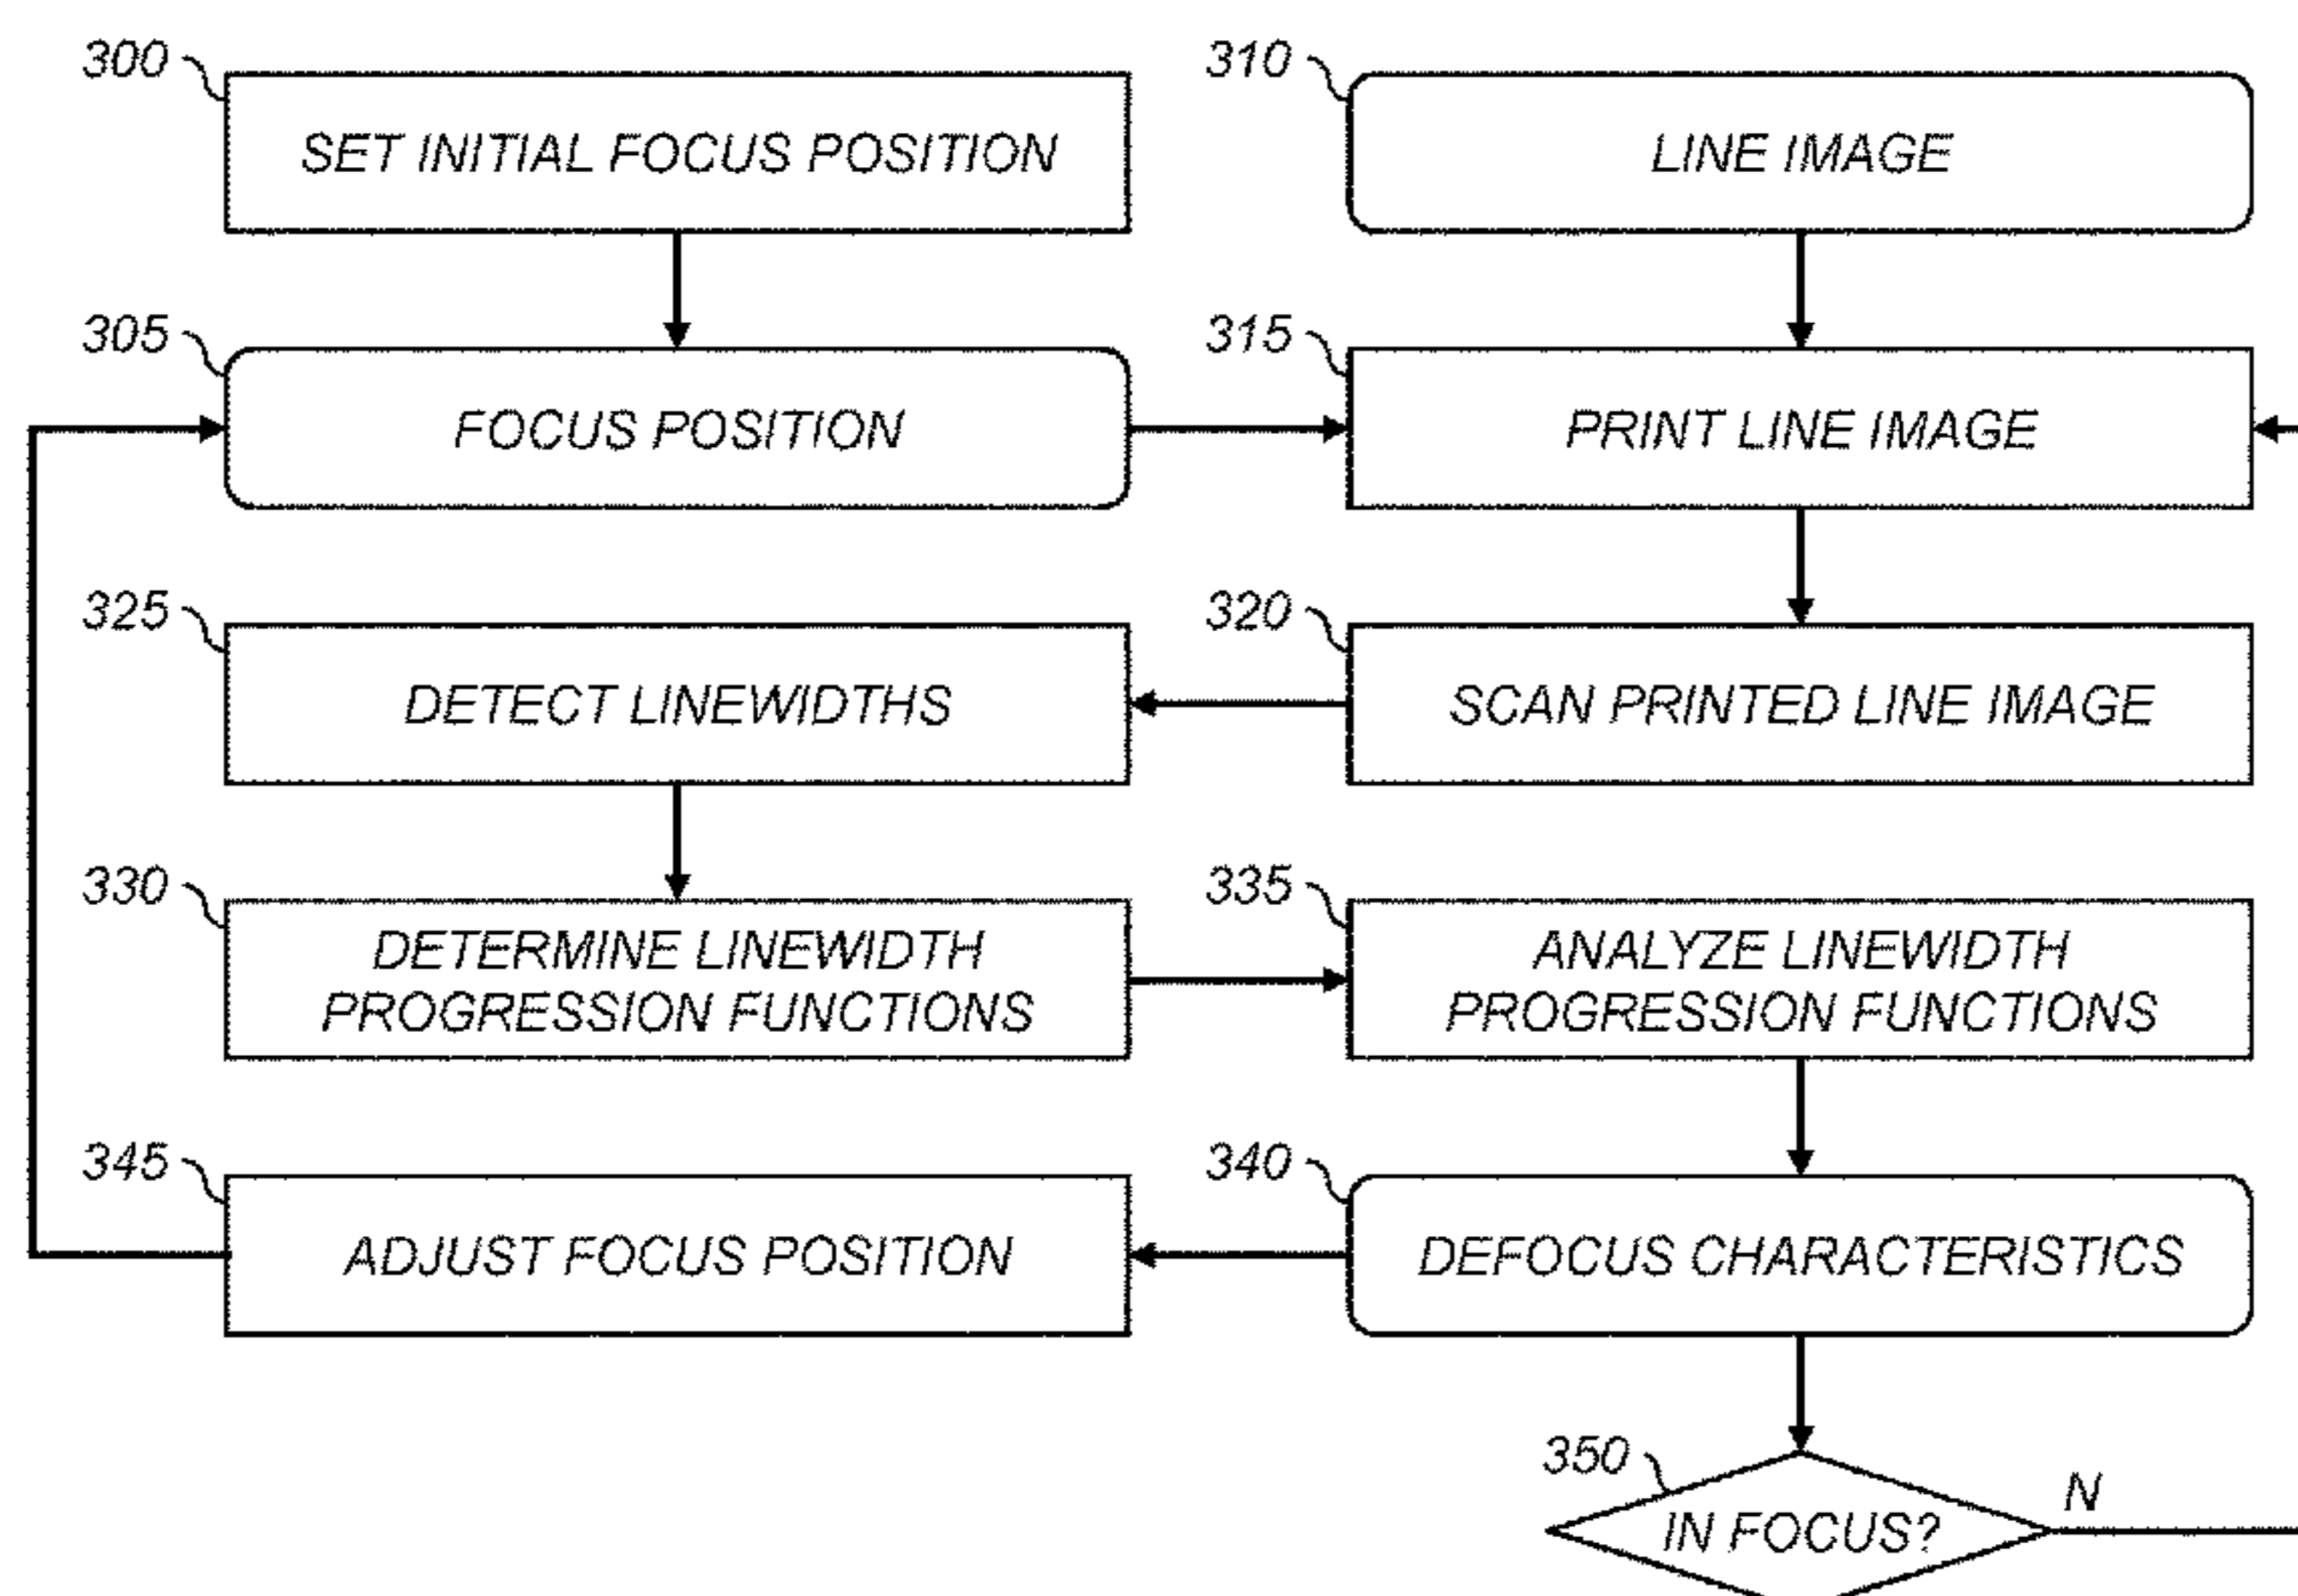 300
SET INITIAL FOCUS POSITION
310
LINE IMAGE
305
FOCUS POSITION
315
PRINT LINE IMAGE
325
DETECT LINEWIDTHS
320
SCAN PRINTED LINE IMAGE
330
DETERMINE LINEWIDTH
PROGRESSION FUNCTIONS
335
ANALYZE LINEWIDTH
PROGRESSION FUNCTIONS
345
ADJUST FOCUS POSITION
340
DEFOCUS CHARACTERISTICS
350
IN FOCUS?
N